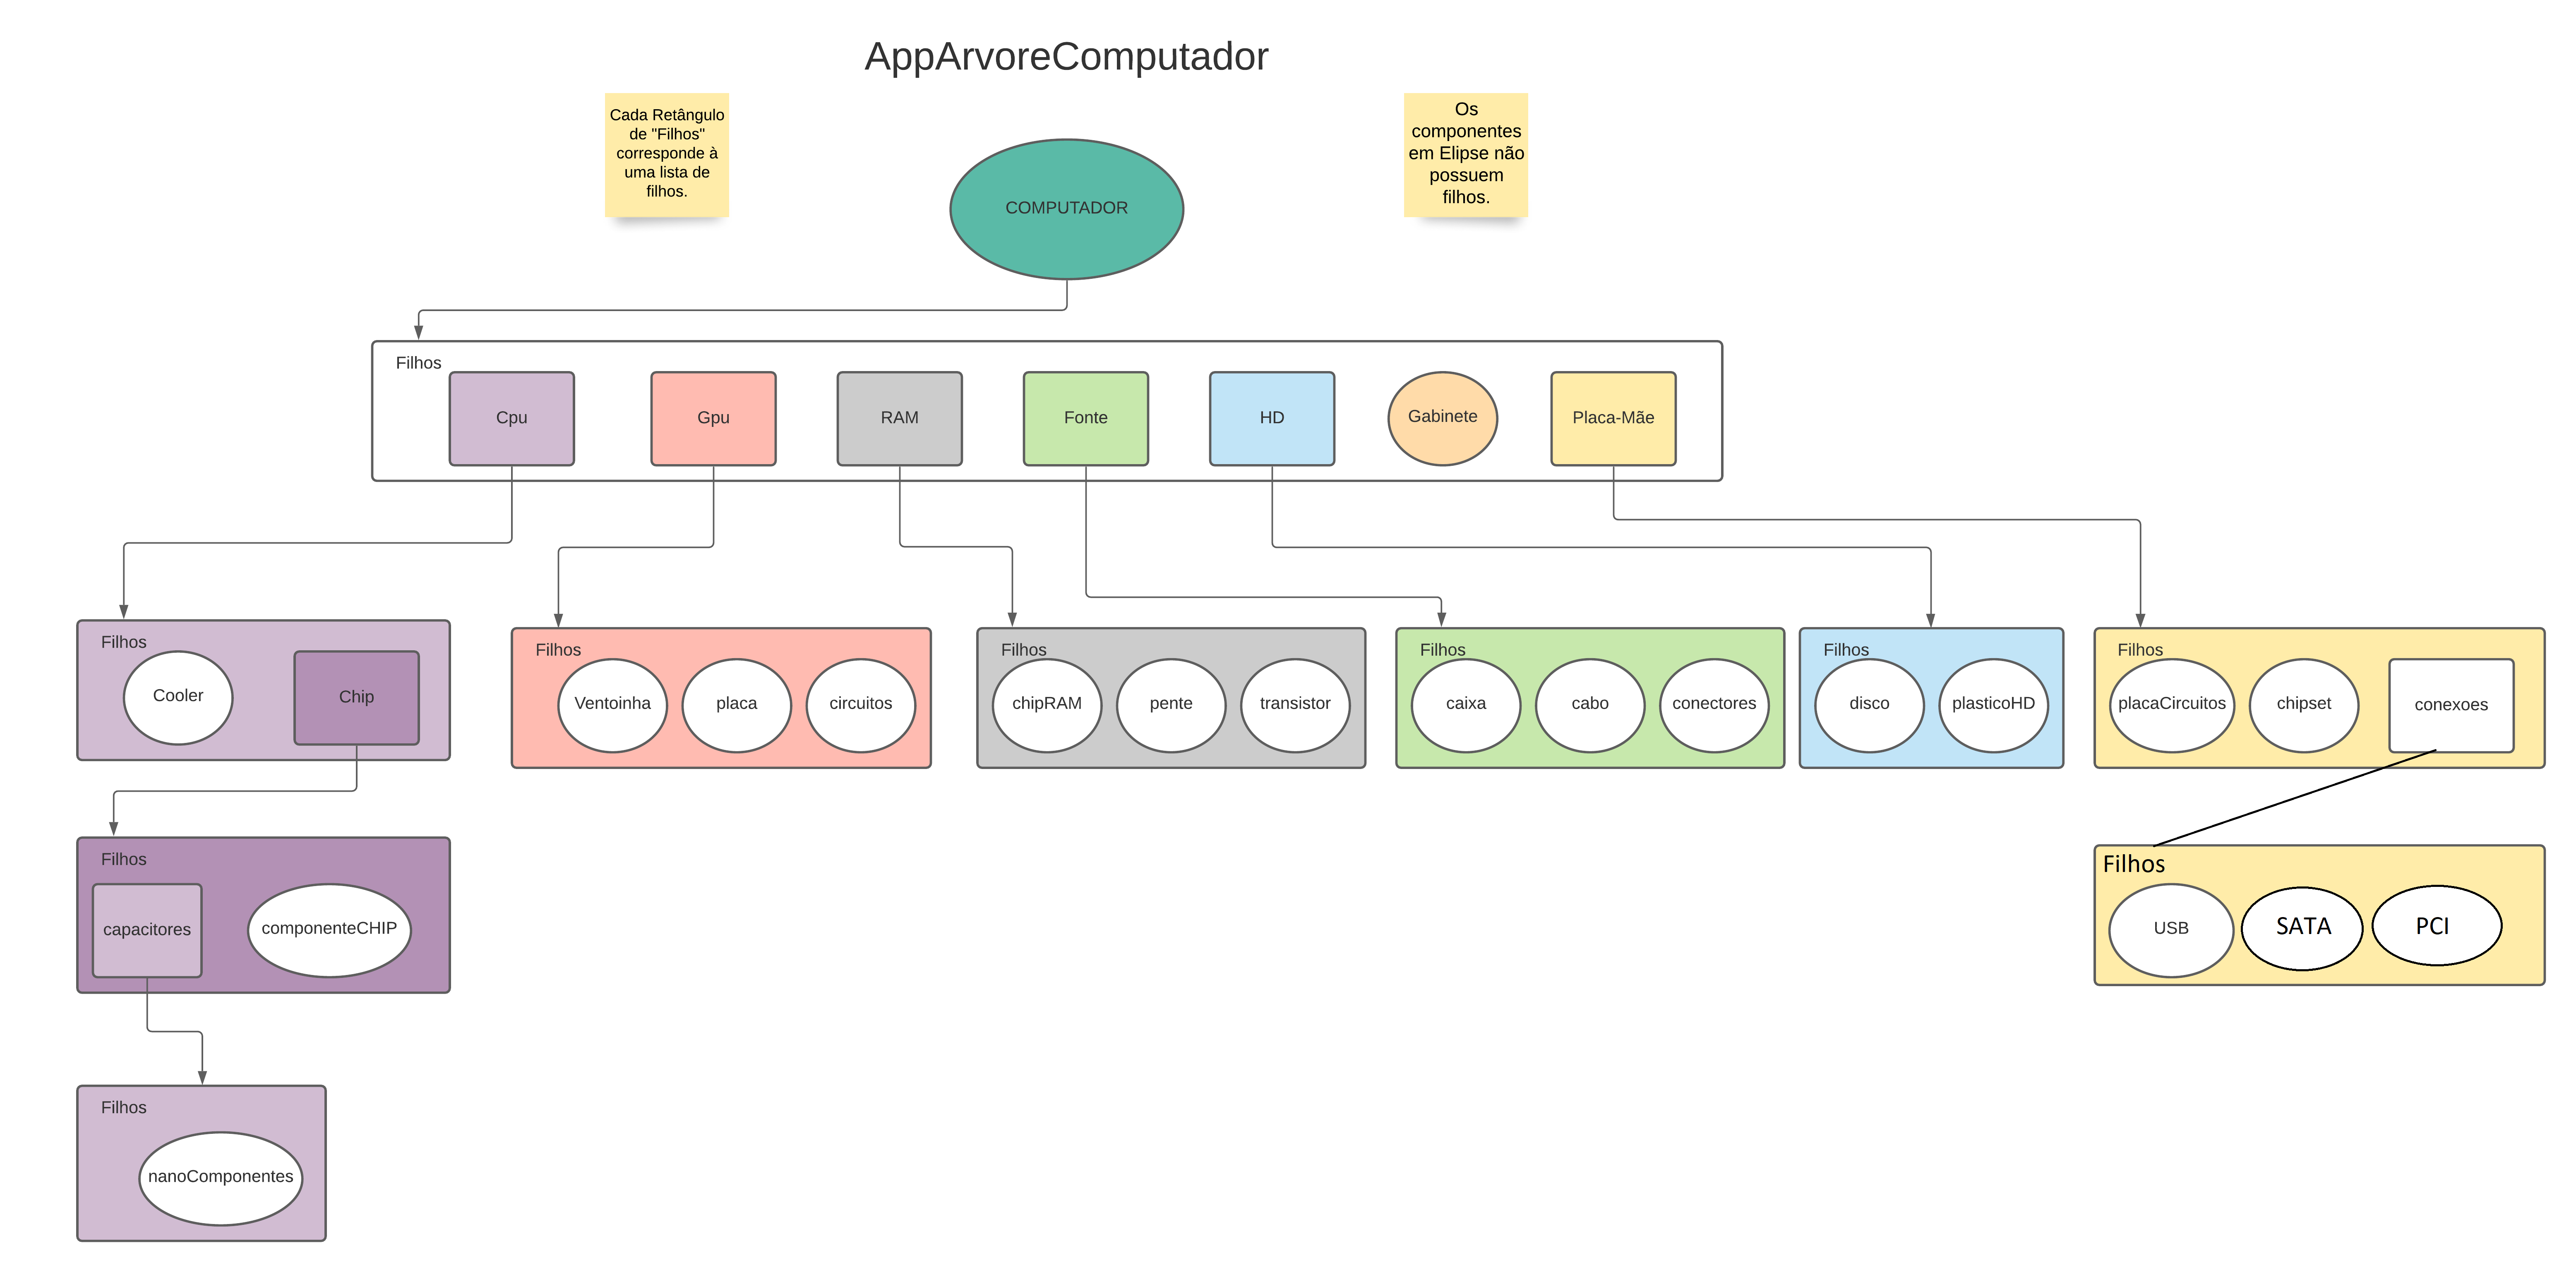 AppArvoreComputador
Cada Retângulo
de "Filhos"
corresponde à
uma lista de
filhos.
Os
componentes
em Elipse não
possuem
filhos.
COMPUTADOR
Filhos
Cpu
Gpu
RAM
Fonte
HD
Gabinete
Placa-Mãe
Filhos
Cooler
Chip
Filhos
Ventoinha
placa
circuitos
Filhos
chipRAM
pente
transistor
Filhos
caixa
cabo
conectores
Filhos
disco
plasticoHD
Filhos
placaCircuitos
chipset
conexoes
Filhos
capacitores
componenteCHIP
Filhos
USB
SATA
PCI
Filhos
nanoComponentes